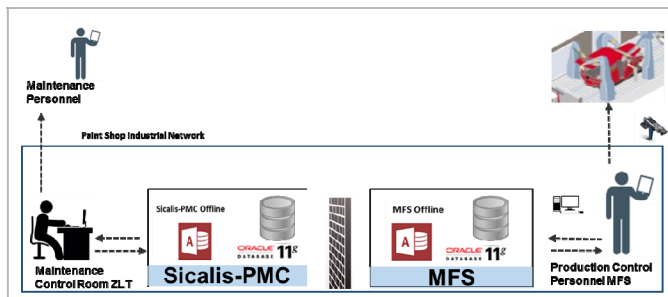 Maintenance
Personnel
Paint Shop Industrial Network
Sicalis-PMC Offline
A
ORACLE
DATABASE 11g
Sicalis-PMC
MFS Offline
A
ORACLE
DATABASE 11g
MFS
Maintenance
Control Room ZLT
Production Control
Personnel MFS